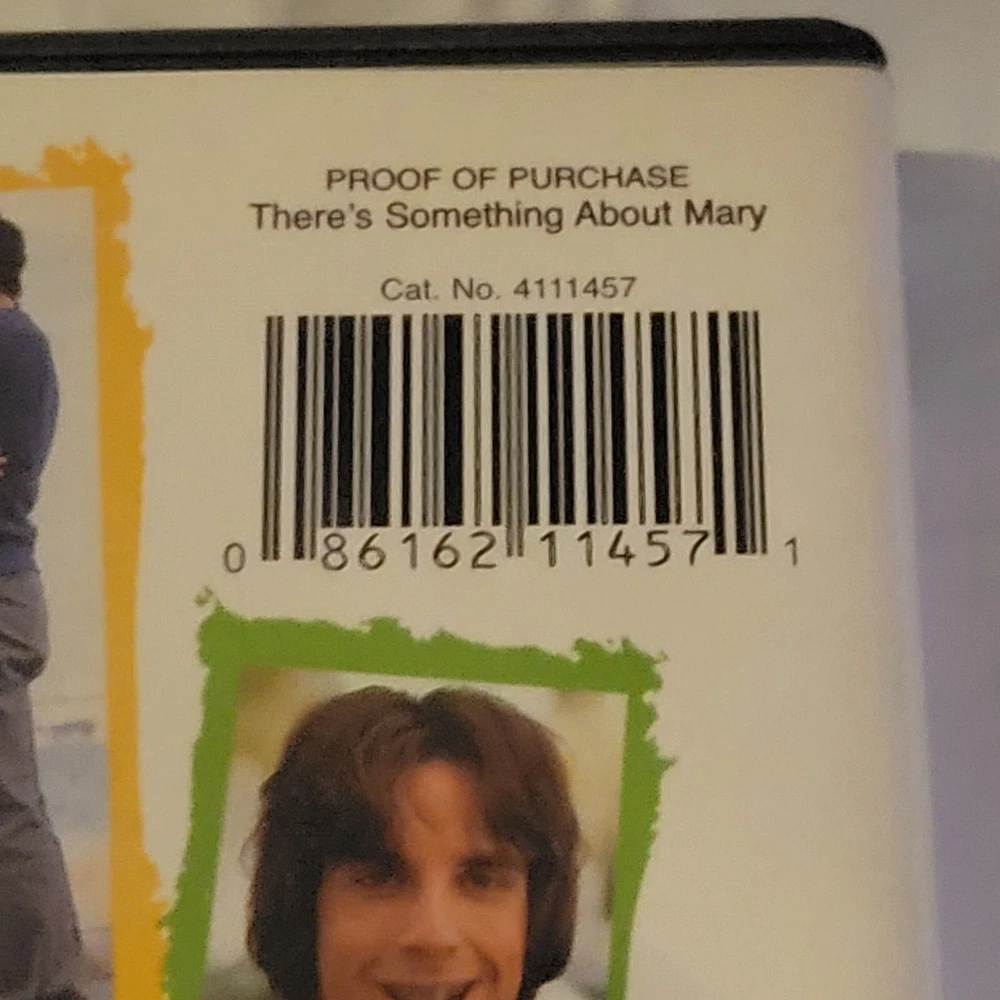 PROOF OF PURCHASE
There's Something About Mary
Cat. No. 4111457
0 86162 11457 1